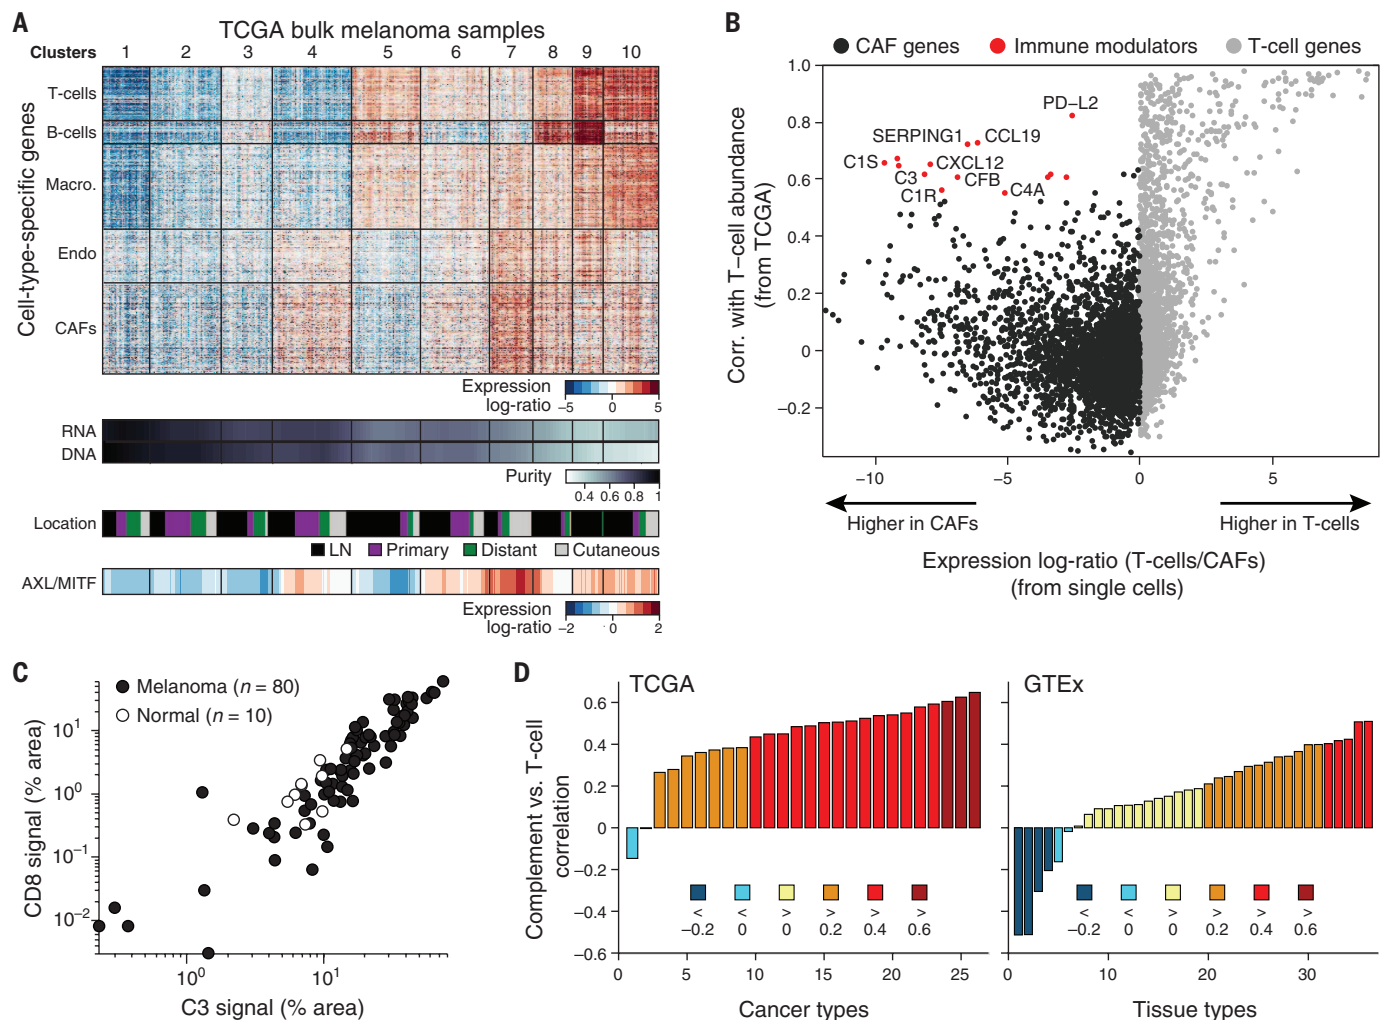 A
TCGA bulk melanoma samples
Clusters 1 2 3 4 5 6 7 8 9 10
Cell-type-specific genes
T-cells
B-cells
Macro.
Endo
CAFs
Expression
log-ratio
−5 0 5
RNA
DNA
Purity
0.4 0.6 0.8 1
Location
LN Primary Distant Cutaneous
AXL/MITF
Expression
log-ratio
−2 0 2
B
CAF genes Immune modulators T-cell genes
Corr. with T−cell abundance
(from TCGA)
1.0
0.8
0.6
0.4
0.2
0
−0.2
PD−L2
SERPING1 CCL19
C1S CXCL12
C3 CFB
C1R C4A
−10 −5 0 5
Higher in CAFs Higher in T-cells
Expression log-ratio (T-cells/CAFs)
(from single cells)
C
Melanoma (n = 80)
Normal (n = 10)
CD8 signal (% area)
10¹
10⁰
10⁻¹
10⁻²
10⁰ 10¹
C3 signal (% area)
D
TCGA
GTEx
Complement vs. T-cell
correlation
0.6
0.4
0.2
0
−0.2
−0.4
−0.6
< < > > > >
−0.2 0 0 0.2 0.4 0.6
0 5 10 15 20 25
Cancer types
< < > > > >
−0.2 0 0 0.2 0.4 0.6
0 10 20 30
Tissue types